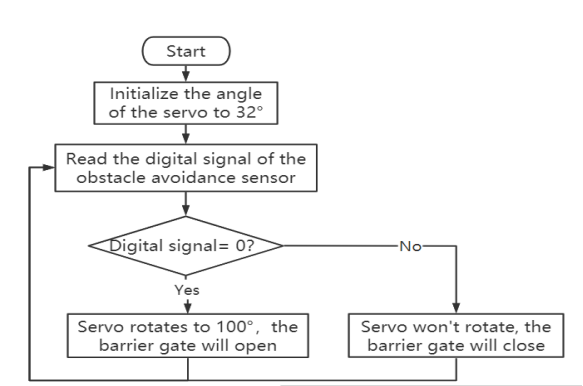 Start
Initialize the angle
of the servo to 32°
Read the digital signal of the
obstacle avoidance sensor
Digital signal= 0?
No
Yes
Servo rotates to 100°, the
barrier gate will open
Servo won't rotate, the
barrier gate will close